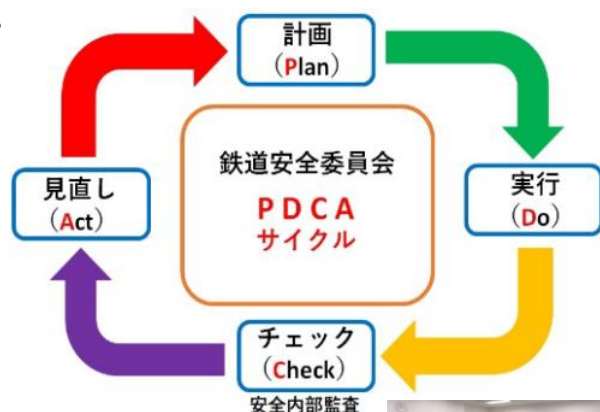 計画
(Plan)
鉄道安全委員会
PDCA
サイクル
見直し
(Act)
実行
(Do)
チェック
(Check)
安全内部監査